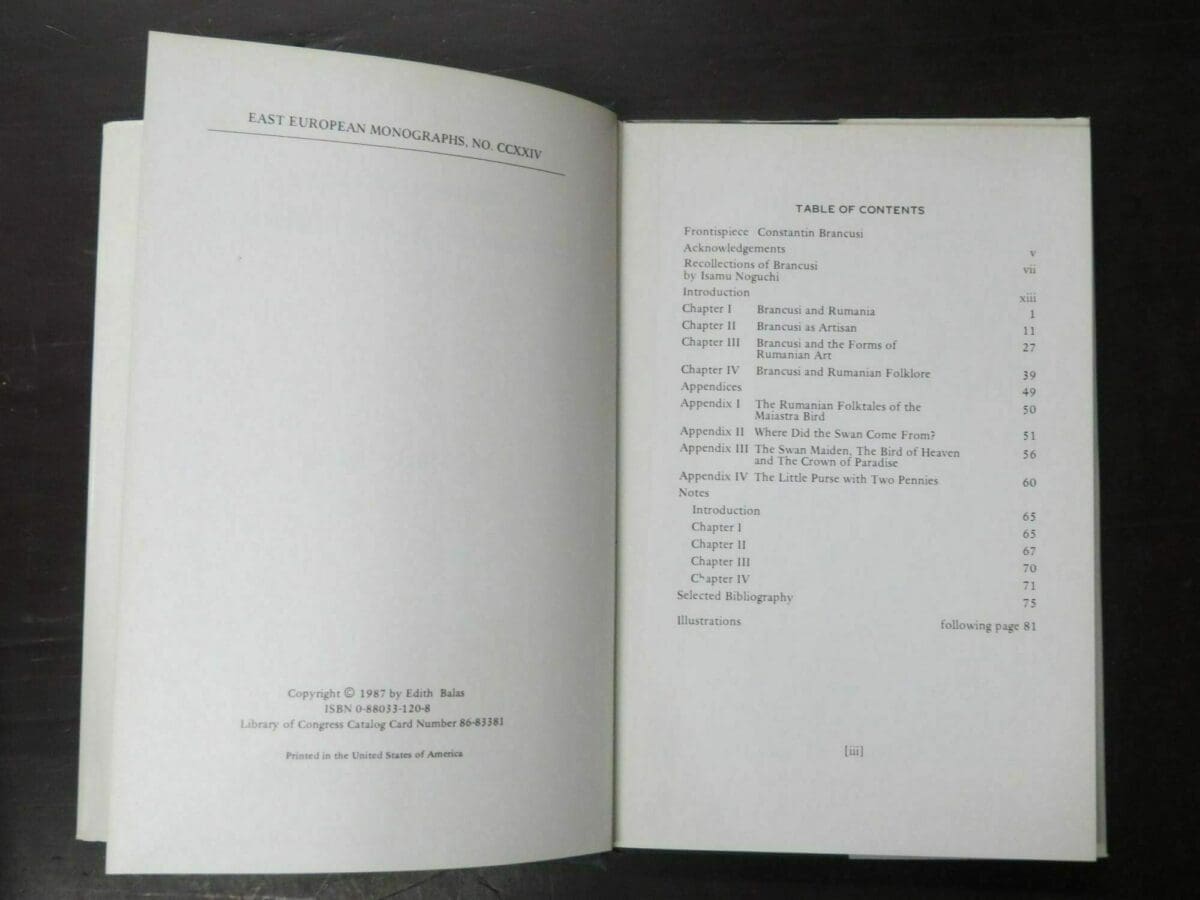 EAST EUROPEAN MONOGRAPHS, NO. CCXXIV
Copyright © 1987 by Edith Balas
ISBN 0-88033-120-8
Library of Congress Catalog Card Number 86-83381
Printed in the United States of America
TABLE OF CONTENTS
Frontispiece Constantin Brancusi
Acknowledgements v
Recollections of Brancusi vii
by Isamu Noguchi
Introduction xiii
Chapter I Brancusi and Rumania 1
Chapter II Brancusi as Artisan 11
Chapter III Brancusi and the Forms of 27
Rumanian Art
Chapter IV Brancusi and Rumanian Folklore 39
Appendices 49
Appendix I The Rumanian Folktales of the 50
Maiastra Bird
Appendix II Where Did the Swan Come From? 51
Appendix III The Swan Maiden, The Bird of Heaven 56
and The Crown of Paradise
Appendix IV The Little Purse with Two Pennies 60
Notes
Introduction 65
Chapter I 65
Chapter II 67
Chapter III 70
Chapter IV 71
Selected Bibliography 75
Illustrations following page 81
[iii]